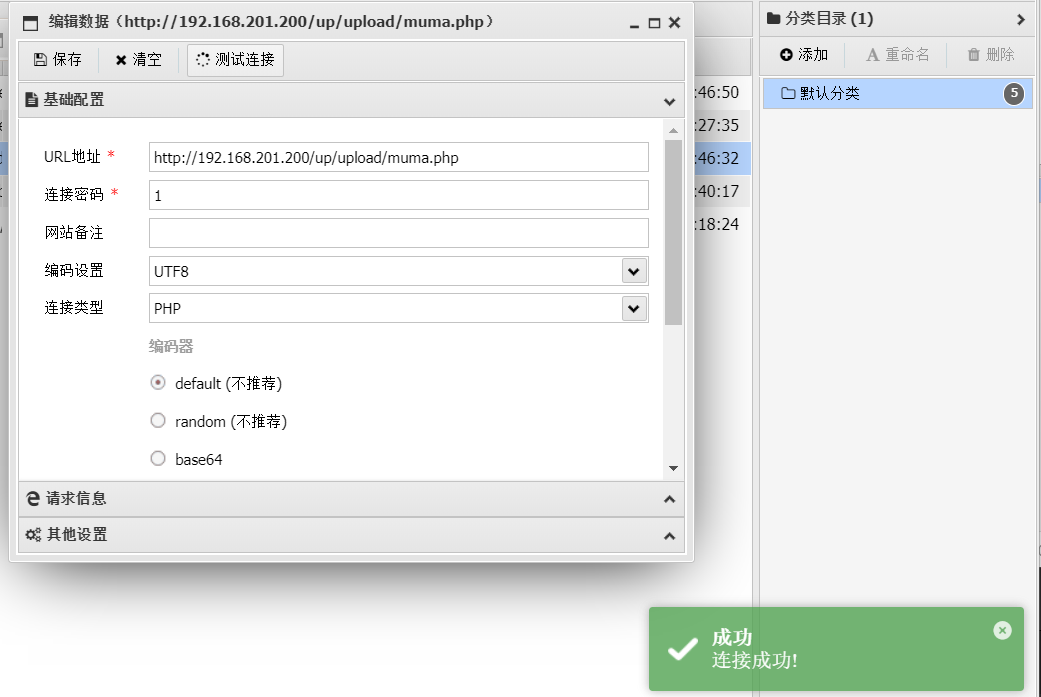 编辑数据（http://192.168.201.200/up/upload/muma.php）
保存 清空 测试连接
基础配置
URL地址 *
http://192.168.201.200/up/upload/muma.php
连接密码 *
1
网站备注
编码设置
UTF8
连接类型
PHP
编码器
default (不推荐)
random (不推荐)
base64
请求信息
其他设置
:46:50
:27:35
:46:32
:40:17
:18:24
分类目录 (1)
添加 重命名 删除
默认分类 5
成功
连接成功!